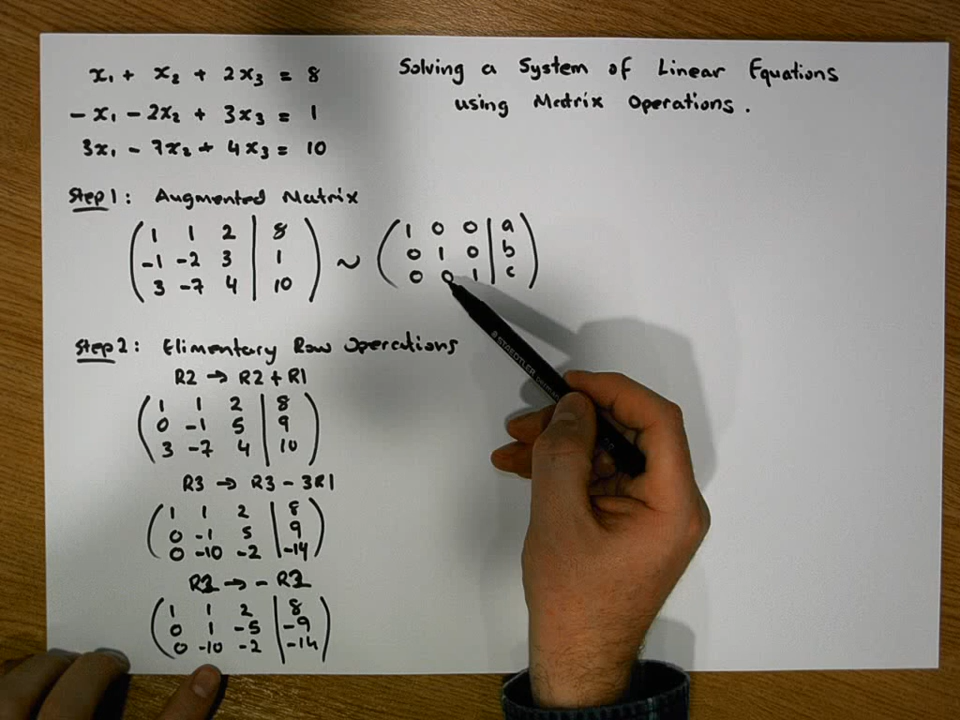 x₁ + x₂ + 2x₃ = 8
-x₁ - 2x₂ + 3x₃ = 1
3x₁ - 7x₂ + 4x₃ = 10
Solving a System of Linear Equations
using Matrix Operations.
Step 1: Augmented Matrix
1 1 2 | 8
-1 -2 3 | 1
3 -7 4 | 10
~
1 0 0 | a
0 1 0 | b
0 0 1 | c
Step 2: Elimentary Row Operations
R2 → R2 + R1
1 1 2 | 8
0 -1 5 | 9
3 -7 4 | 10
R3 → R3 - 3R1
1 1 2 | 8
0 -1 5 | 9
0 -10 -2 | -14
R2 → - R2
1 1 2 | 8
0 1 -5 | -9
0 -10 -2 | -14
STAEDTLER